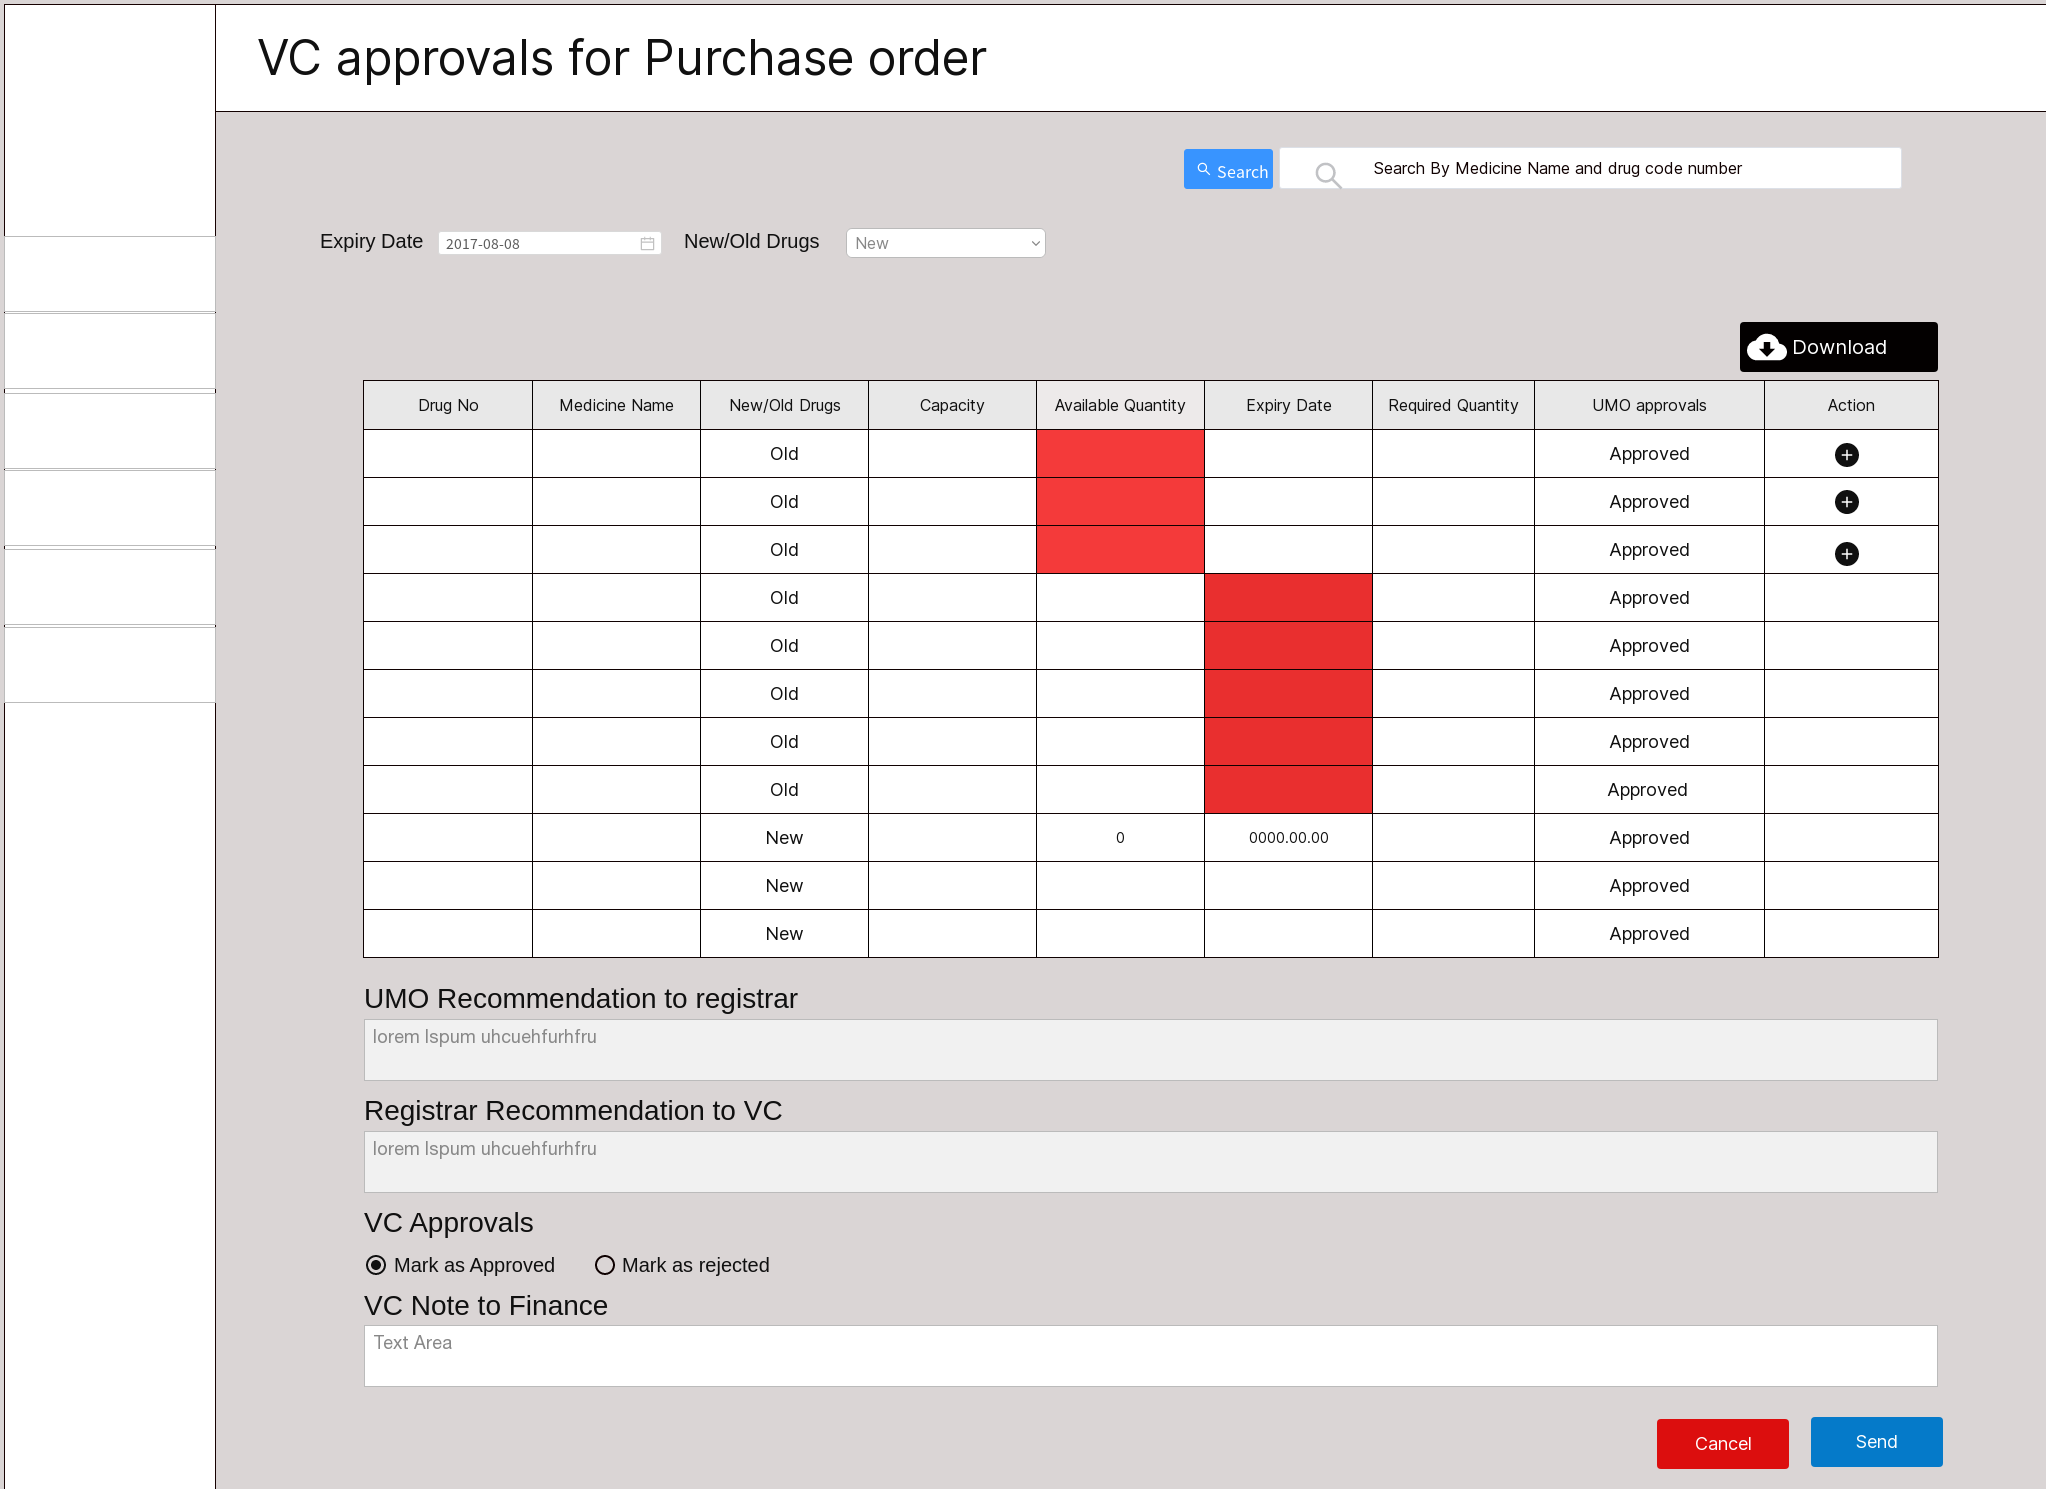 VC approvals for Purchase order
Search
Search By Medicine Name and drug code number
Expiry Date
2017-08-08
New/Old Drugs
New
Download
Drug No Medicine Name New/Old Drugs Capacity Available Quantity Expiry Date Required Quantity UMO approvals Action
Old Approved
Old Approved
Old Approved
Old Approved
Old Approved
Old Approved
Old Approved
Old Approved
New 0 0000.00.00 Approved
New Approved
New Approved
UMO Recommendation to registrar
lorem Ispum uhcuehfurhfru
Registrar Recommendation to VC
lorem Ispum uhcuehfurhfru
VC Approvals
Mark as Approved Mark as rejected
VC Note to Finance
Text Area
Cancel Send